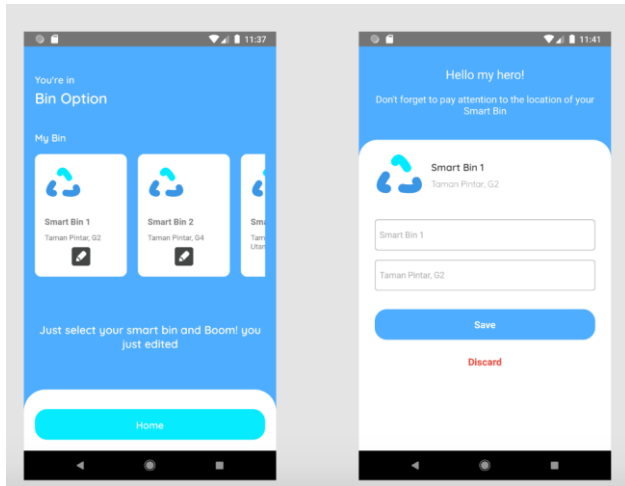 11:37
You're in
Bin Option
My Bin
Smart Bin 1
Taman Pintar, G2
Smart Bin 2
Taman Pintar, G4
Sma
Tam
Utar
Just select your smart bin and Boom! you
just edited
Home
11:41
Hello my hero!
Don't forget to pay attention to the location of your
Smart Bin
Smart Bin 1
Taman Pintar, G2
Smart Bin 1
Taman Pintar, G2
Save
Discard